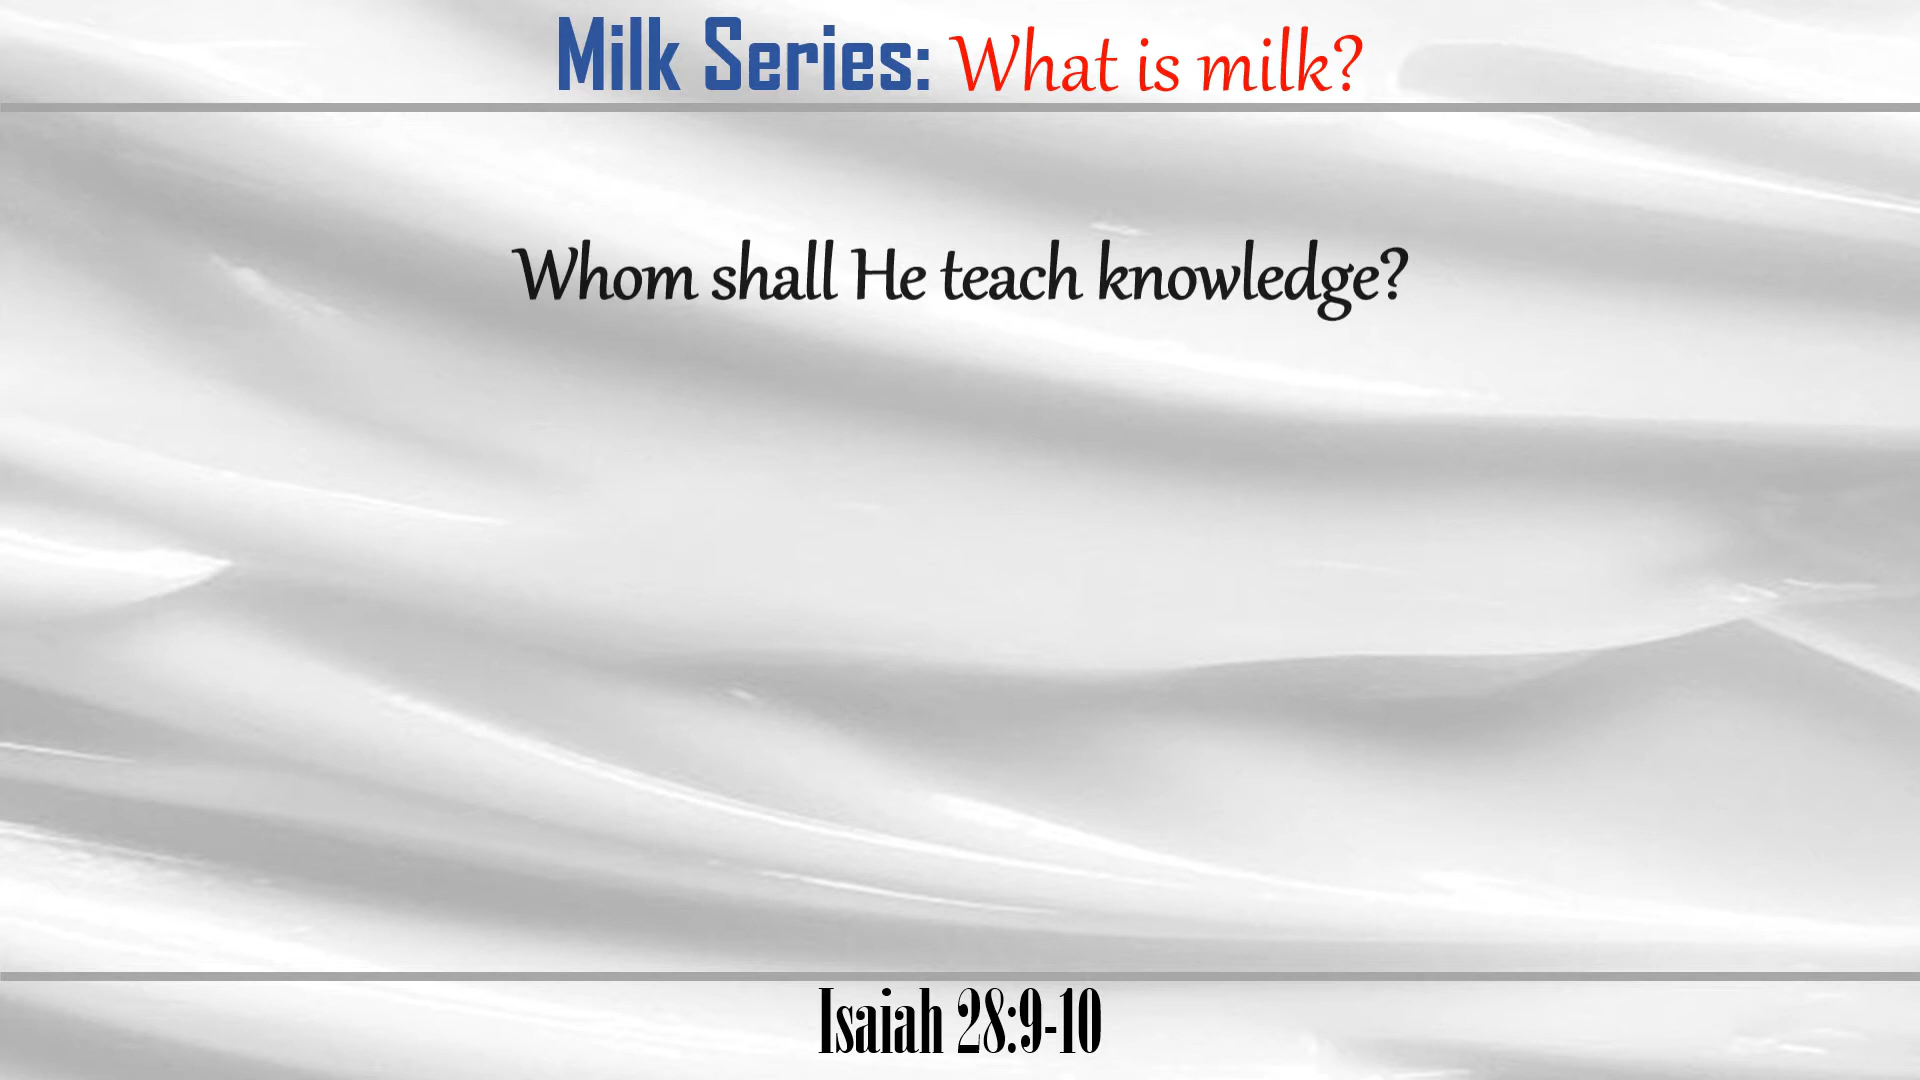 Milk Series: What is milk?
Whom shall He teach knowledge?
Isaiah 28:9-10